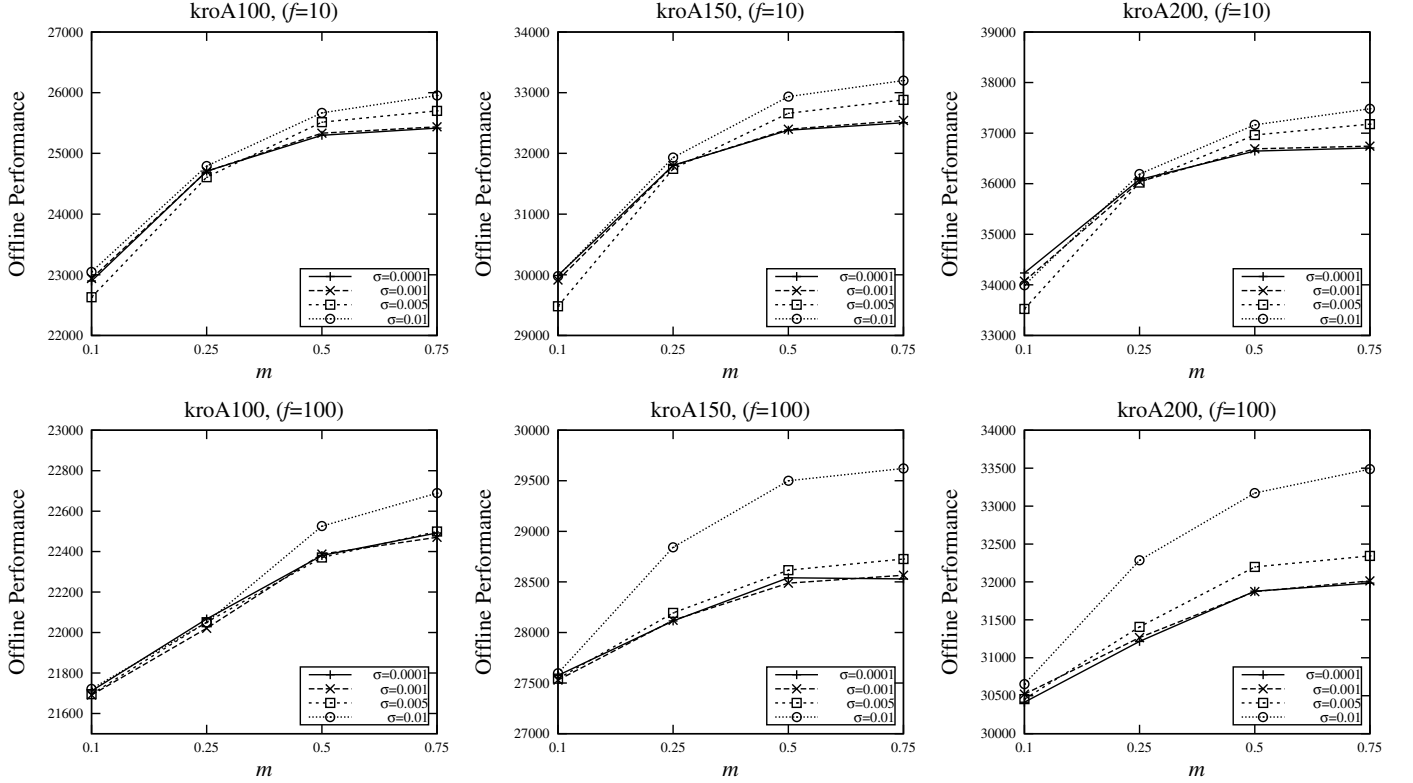 kroA100, (f=10)
Offline Performance
27000
26000
25000
24000
23000
22000
0.1 0.25 0.5 0.75
m
σ=0.0001
σ=0.001
σ=0.005
σ=0.01
kroA150, (f=10)
Offline Performance
34000
33000
32000
31000
30000
29000
0.1 0.25 0.5 0.75
m
σ=0.0001
σ=0.001
σ=0.005
σ=0.01
kroA200, (f=10)
Offline Performance
39000
38000
37000
36000
35000
34000
33000
0.1 0.25 0.5 0.75
m
σ=0.0001
σ=0.001
σ=0.005
σ=0.01
kroA100, (f=100)
Offline Performance
23000
22800
22600
22400
22200
22000
21800
21600
0.1 0.25 0.5 0.75
m
σ=0.0001
σ=0.001
σ=0.005
σ=0.01
kroA150, (f=100)
Offline Performance
30000
29500
29000
28500
28000
27500
27000
0.1 0.25 0.5 0.75
m
σ=0.0001
σ=0.001
σ=0.005
σ=0.01
kroA200, (f=100)
Offline Performance
34000
33500
33000
32500
32000
31500
31000
30500
30000
0.1 0.25 0.5 0.75
m
σ=0.0001
σ=0.001
σ=0.005
σ=0.01